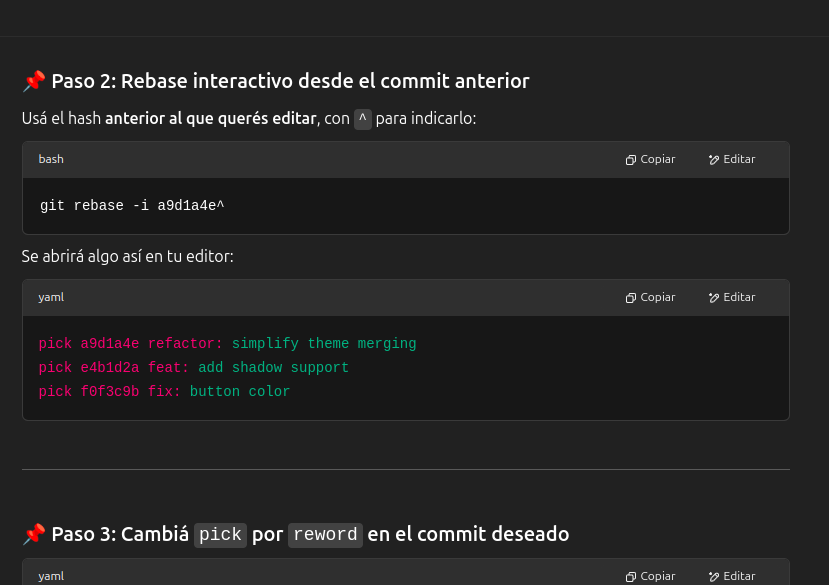 📌 Paso 2: Rebase interactivo desde el commit anterior
Usá el hash anterior al que querés editar, con ^ para indicarlo:
bash Copiar Editar
git rebase -i a9d1a4e^
Se abrirá algo así en tu editor:
yaml Copiar Editar
pick a9d1a4e refactor: simplify theme merging
pick e4b1d2a feat: add shadow support
pick f0f3c9b fix: button color
📌 Paso 3: Cambiá pick por reword en el commit deseado
yaml Copiar Editar